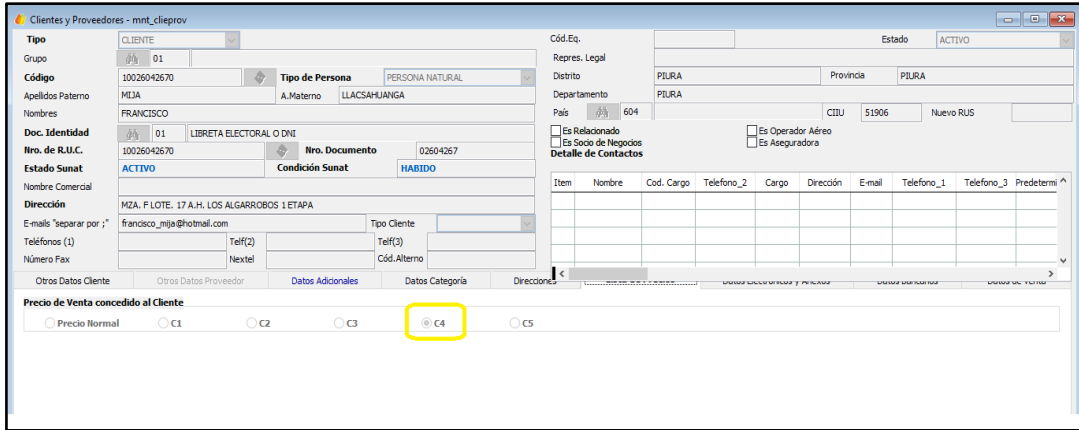 Clientes y Proveedores - mnt_clieprov
Tipo CLIENTE Cód.Eq. Estado ACTIVO
Grupo 01 Repres. Legal
Código 10026042670 Tipo de Persona PERSONA NATURAL Distrito PIURA Provincia PIURA
Apellidos Paterno MIJA A.Materno LLACSAHUANGA Departamento PIURA
Nombres FRANCISCO País 604 CIIU 51906 Nuevo RUS
Doc. Identidad 01 LIBRETA ELECTORAL O DNI Es Relacionado Es Operador Aéreo
Nro. de R.U.C. 10026042670 Nro. Documento 02604267 Es Socio de Negocios Es Aseguradora
Detalle de Contactos
Estado Sunat ACTIVO Condición Sunat HABIDO
Item Nombre Cod. Cargo Telefono_2 Cargo Dirección E-mail Telefono_1 Telefono_3 Predetermi
Nombre Comercial
Dirección MZA. F LOTE. 17 A.H. LOS ALGARROBOS 1 ETAPA
E-mails "separar por ;" francisco_mija@hotmail.com Tipo Cliente
Teléfonos (1) Telf(2) Telf(3)
Número Fax Nextel Cód.Alterno
Otros Datos Cliente Otros Datos Proveedor Datos Adicionales Datos Categoría Direcciones
Precio de Venta concedido al Cliente
Precio Normal C1 C2 C3 C4 C5